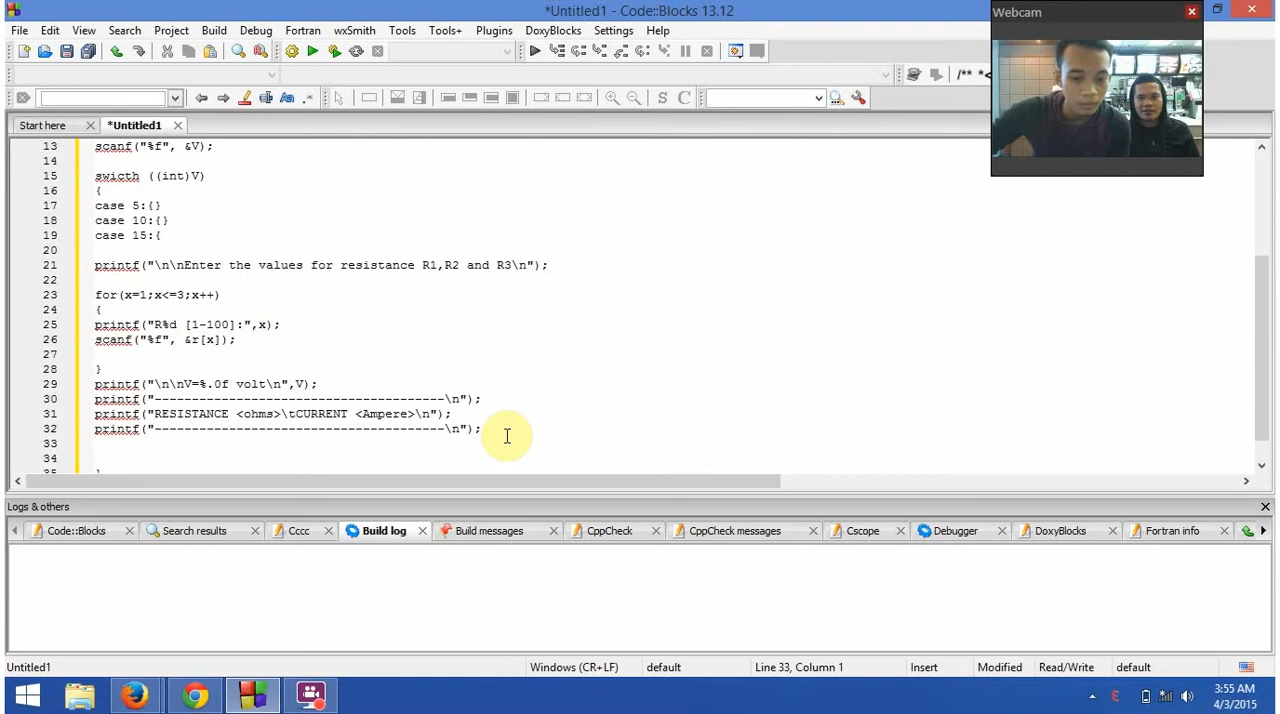 *Untitled1 - Code::Blocks 13.12
Webcam
File Edit View Search Project Build Debug Fortran wxSmith Tools Tools+ Plugins DoxyBlocks Settings Help
/** *<
S C
Start here *Untitled1
13 scanf("%f", &V);
14
15 swicth ((int)V)
16 {
17 case 5:{}
18 case 10:{}
19 case 15:{
20
21 printf("\n\nEnter the values for resistance R1,R2 and R3\n");
22
23 for(x=1;x<=3;x++)
24 {
25 printf("R%d [1-100]:",x);
26 scanf("%f", &r[x]);
27
28 }
29 printf("\n\nV=%.0f volt\n",V);
30 printf("---------------------------------------\n");
31 printf("RESISTANCE <ohms>\tCURRENT <Ampere>\n");
32 printf("---------------------------------------\n");
33
34
35 }
Logs & others
Code::Blocks Search results Cccc Build log Build messages CppCheck CppCheck messages Cscope Debugger DoxyBlocks Fortran info
Untitled1 Windows (CR+LF) default Line 33, Column 1 Insert Modified Read/Write default
3:55 AM
4/3/2015